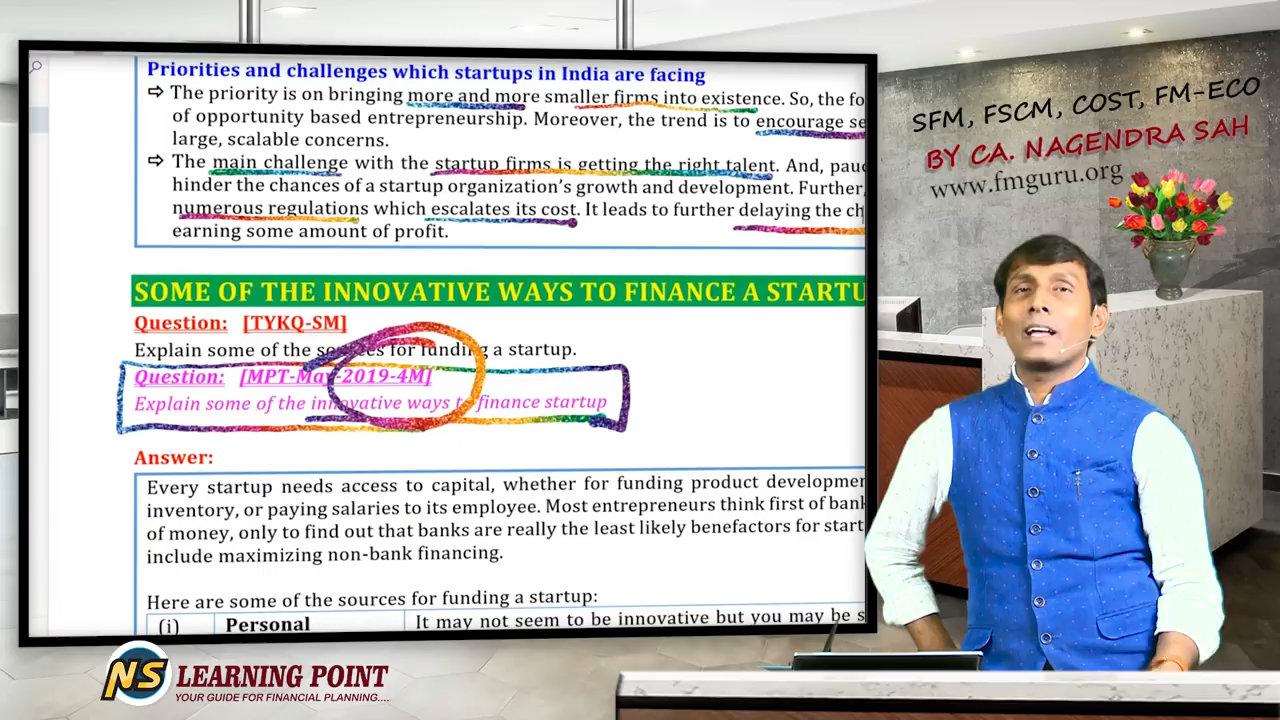 Priorities and challenges which startups in India are facing
⇨ The priority is on bringing more and more smaller firms into existence. So, the fo
of opportunity based entrepreneurship. Moreover, the trend is to encourage se
large, scalable concerns.
⇨ The main challenge with the startup firms is getting the right talent. And, pauc
hinder the chances of a startup organization's growth and development. Further,
numerous regulations which escalates its cost. It leads to further delaying the ch
earning some amount of profit.
SOME OF THE INNOVATIVE WAYS TO FINANCE A STARTU
Question: [TYKQ-SM]
Explain some of the sources for funding a startup.
Question: [MPT-May-2019-4M]
Explain some of the innovative ways to finance startup
Answer:
Every startup needs access to capital, whether for funding product developmen
inventory, or paying salaries to its employee. Most entrepreneurs think first of bank
of money, only to find out that banks are really the least likely benefactors for start
include maximizing non-bank financing.
Here are some of the sources for funding a startup:
(i) Personal It may not seem to be innovative but you may be s
SFM, FSCM, COST, FM-ECO
BY CA. NAGENDRA SAH
www.fmguru.org
NS LEARNING POINT
YOUR GUIDE FOR FINANCIAL PLANNING....